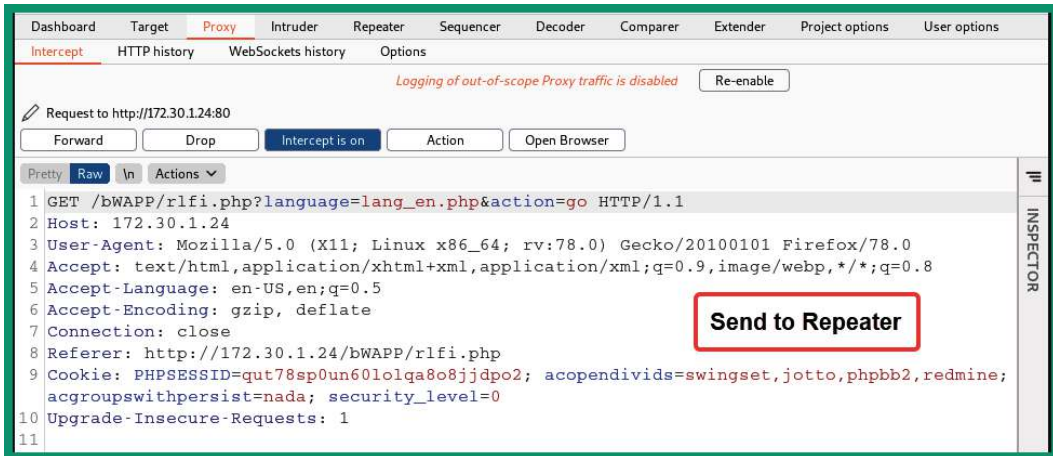 Dashboard Target Proxy Intruder Repeater Sequencer Decoder Comparer Extender Project options User options
Intercept HTTP history WebSockets history Options
Logging of out-of-scope Proxy traffic is disabled Re-enable
Request to http://172.30.1.24:80
Forward Drop Intercept is on Action Open Browser
Pretty Raw \n Actions
1 GET /bWAPP/rlfi.php?language=lang_en.php&action=go HTTP/1.1
2 Host: 172.30.1.24
3 User-Agent: Mozilla/5.0 (X11; Linux x86_64; rv:78.0) Gecko/20100101 Firefox/78.0
4 Accept: text/html,application/xhtml+xml,application/xml;q=0.9,image/webp,*/*;q=0.8
5 Accept-Language: en-US,en;q=0.5
6 Accept-Encoding: gzip, deflate
7 Connection: close
8 Referer: http://172.30.1.24/bWAPP/rlfi.php
9 Cookie: PHPSESSID=qut78sp0un60lolqa8o8jjdpo2; acopendivids=swingset,jotto,phpbb2,redmine;
acgroupswithpersist=nada; security_level=0
10 Upgrade-Insecure-Requests: 1
11
Send to Repeater
INSPECTOR